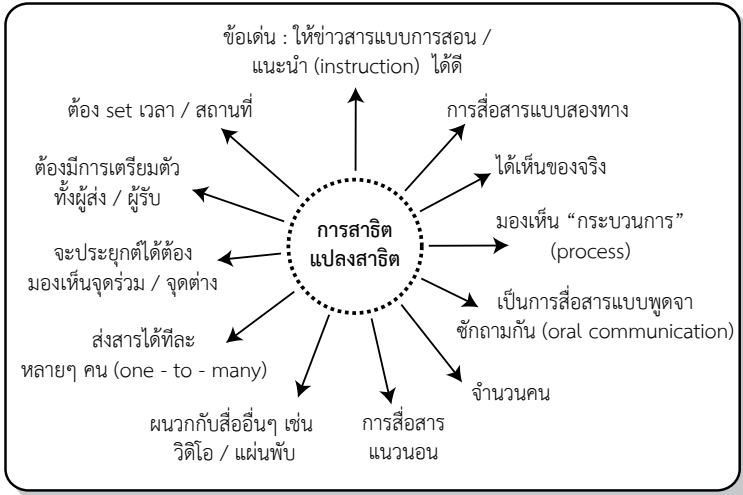 ข้อเด่น : ให้ข่าวสารแบบการสอน /
แนะนำ (instruction) ได้ดี
การสื่อสารแบบสองทาง
ได้เห็นของจริง
มองเห็น “กระบวนการ”
(process)
เป็นการสื่อสารแบบพูดจา
ซักถามกัน (oral communication)
จำนวนคน
การสื่อสาร
แนวนอน
ผนวกกับสื่ออื่นๆ เช่น
วิดิโอ / แผ่นพับ
ส่งสารได้ทีละ
หลายๆ คน (one - to - many)
จะประยุกต์ได้ต้อง
มองเห็นจุดร่วม / จุดต่าง
ต้องมีการเตรียมตัว
ทั้งผู้ส่ง / ผู้รับ
ต้อง set เวลา / สถานที่
การสาธิต
แปลงสาธิต